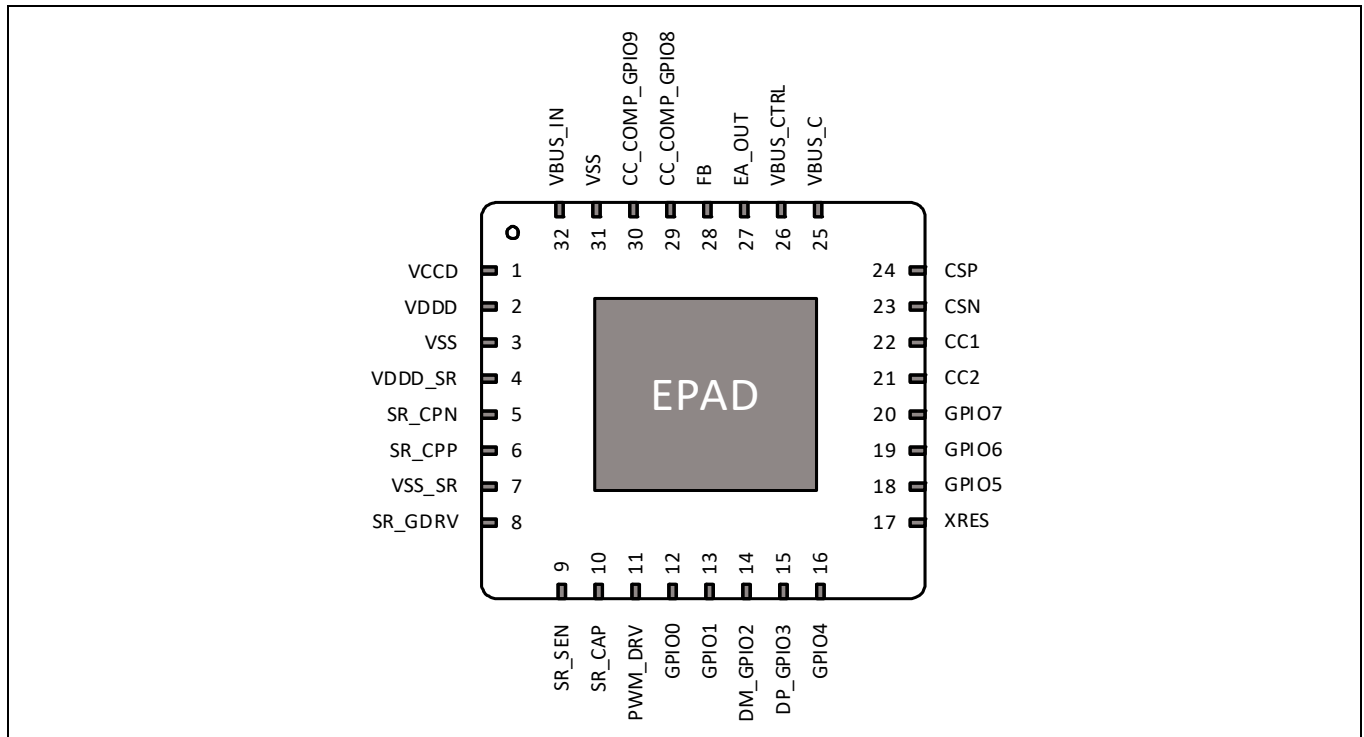 VBUS_IN
VSS
CC_COMP_GPIO9
CC_COMP_GPIO8
FB
EA_OUT
VBUS_CTRL
VBUS_C
32
31
30
29
28
27
26
25
VCCD 1
VDDD 2
VSS 3
VDDD_SR 4
SR_CPN 5
SR_CPP 6
VSS_SR 7
SR_GDRV 8
EPAD
24 CSP
23 CSN
22 CC1
21 CC2
20 GPIO7
19 GPIO6
18 GPIO5
17 XRES
9
10
11
12
13
14
15
16
SR_SEN
SR_CAP
PWM_DRV
GPIO0
GPIO1
DM_GPIO2
DP_GPIO3
GPIO4